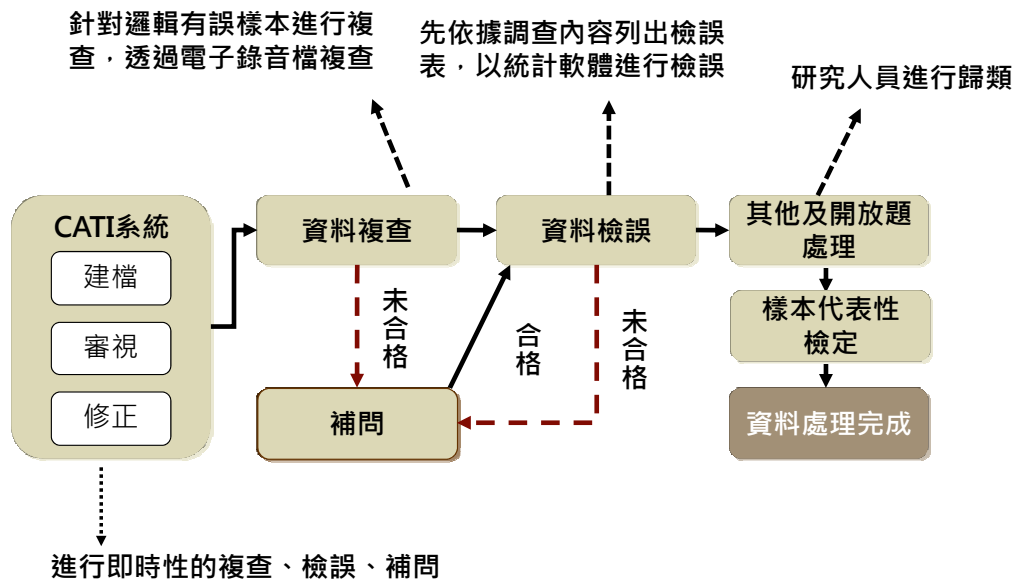 針對邏輯有誤樣本進行複
查，透過電子錄音檔複查
先依據調查內容列出檢誤
表，以統計軟體進行檢誤
研究人員進行歸類
CATI系統
建檔
審視
修正
資料複查
資料檢誤
其他及開放題
處理
未合格
合格
未合格
樣本代表性
檢定
補問
資料處理完成
進行即時性的複查、檢誤、補問